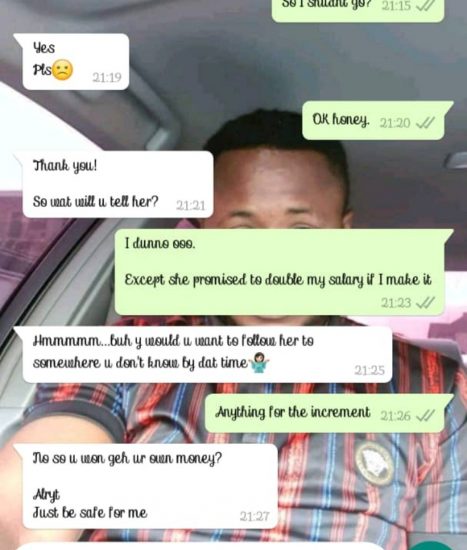 So I shuldnt go? 21:15
Yes
Pls☹️ 21:19
OK honey. 21:20
Thank you!
So wat will u tell her? 21:21
I dunno ooo.
Except she promised to double my salary if I make it
21:23
Hmmmmm...buh y would u want to follow her to
somewhere u don't know by dat time🤷🏻‍♀️
21:25
Anything for the increment 21:26
No so u won geh ur own money?
Alryt
Just be safe for me 21:27